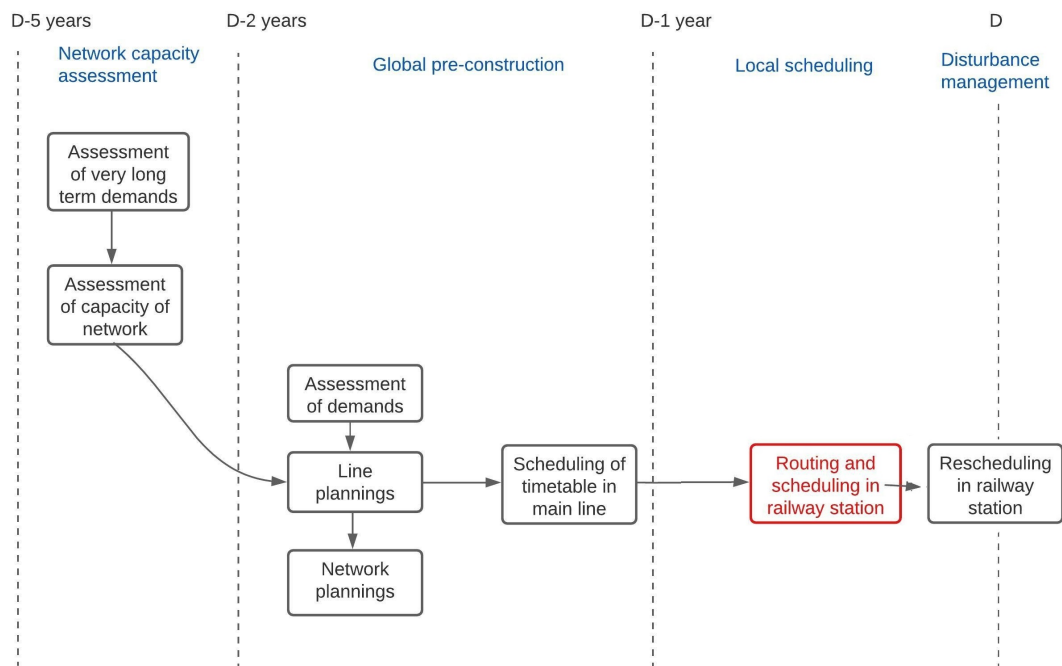 D-5 years
D-2 years
D-1 year
D
Network capacity
assessment
Global pre-construction
Local scheduling
Disturbance
management
Assessment
of very long
term demands
Assessment
of capacity of
network
Assessment
of demands
Line
plannings
Network
plannings
Scheduling of
timetable in
main line
Routing and
scheduling in
railway station
Rescheduling
in railway
station